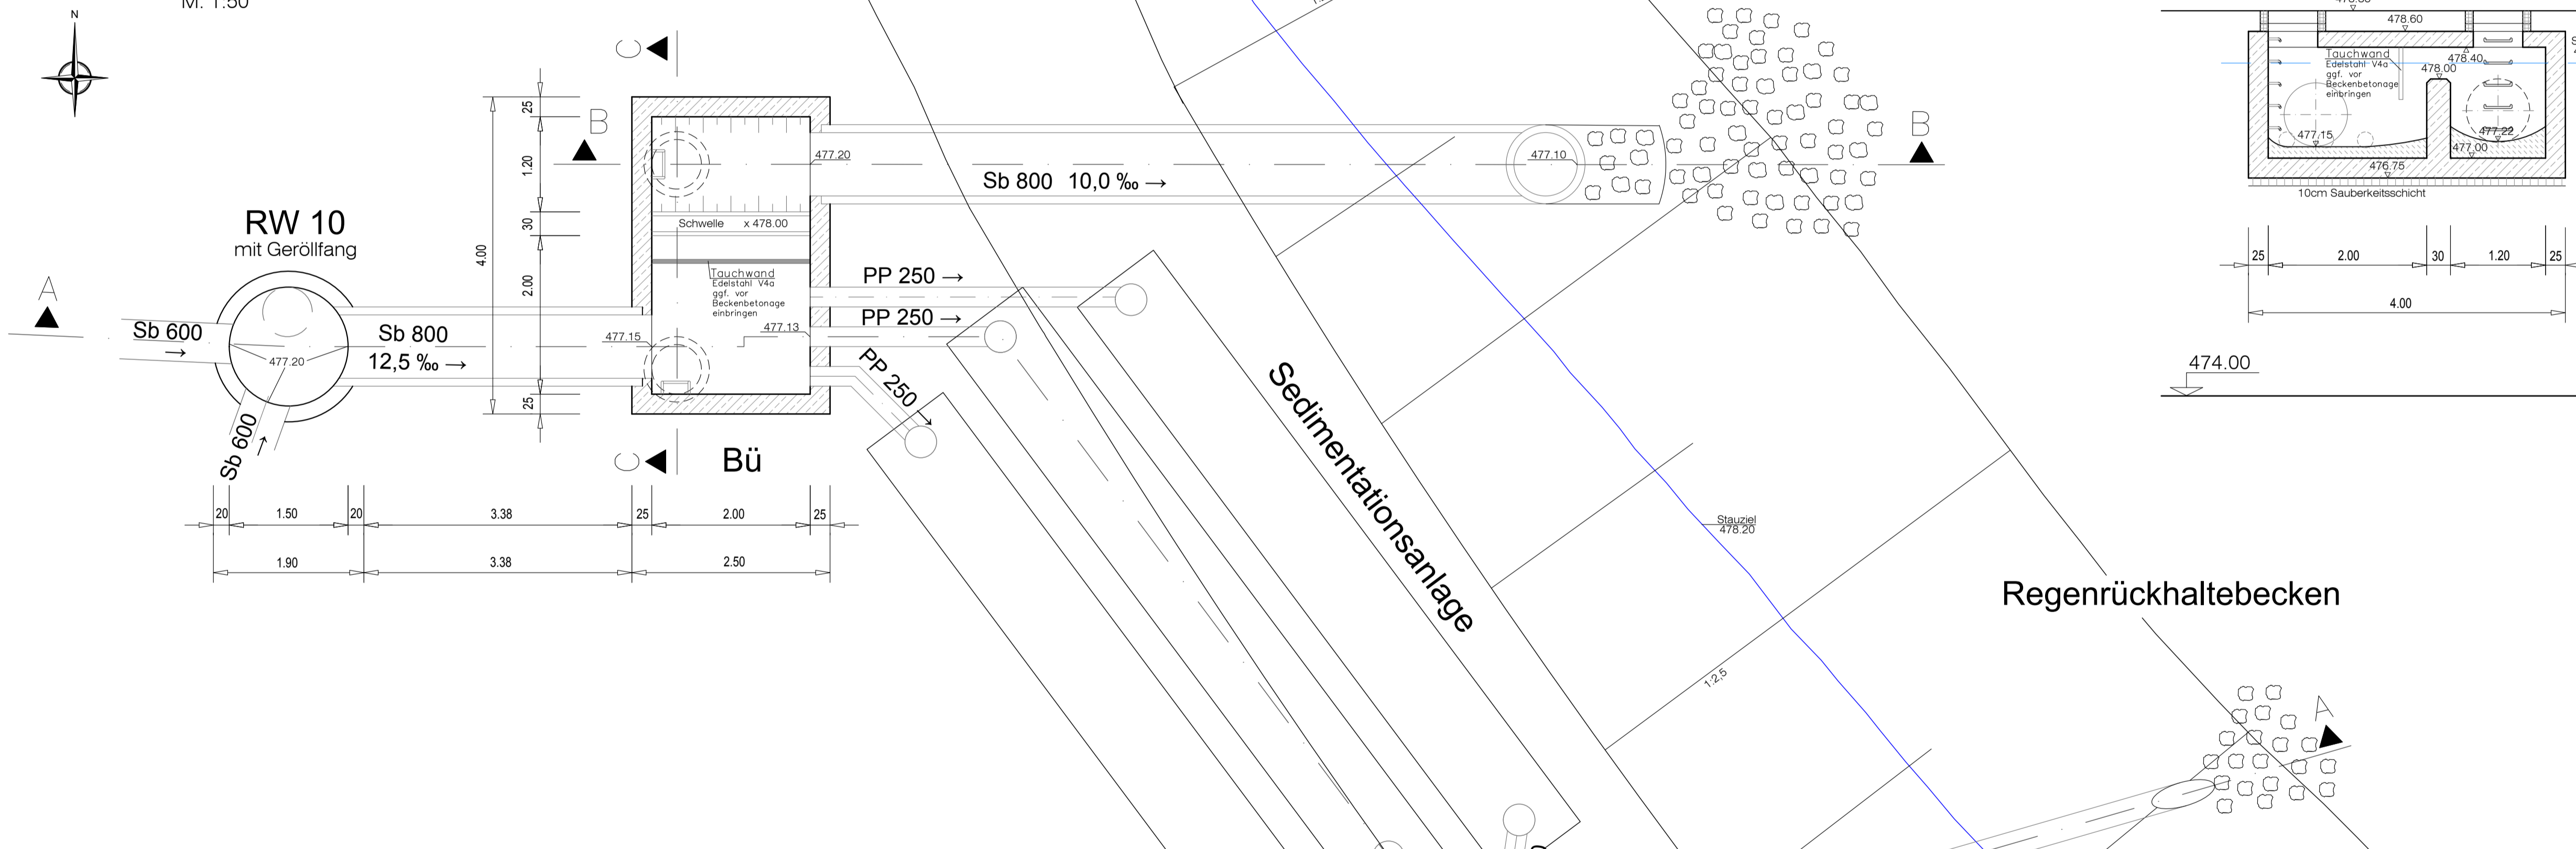 M. 1:50
N
C
B
25
1.20
30
4.00
2.00
25
477.20
Sb 800 10,0 ‰ →
477.10
B
Schwelle x 478.00
RW 10
mit Geröllfang
A
Sb 600
→
477.20
Sb 800
12,5 ‰ →
Sb 600
→
477.15
Tauchwand
Edelstahl V4a
ggf. vor
Beckenbetonage
einbringen
477.13
PP 250 →
PP 250 →
PP 250 →
C
Bü
20
1.50
20
3.38
25
2.00
25
1.90
3.38
2.50
Sedimentationsanlage
Stauziel
478.20
1:2,5
Regenrückhaltebecken
A
478.60
Tauchwand
Edelstahl V4a
ggf. vor
Beckenbetonage
einbringen
478.40
478.00
477.15
477.22
477.00
476.75
10cm Sauberkeitsschicht
25
2.00
30
1.20
25
4.00
474.00